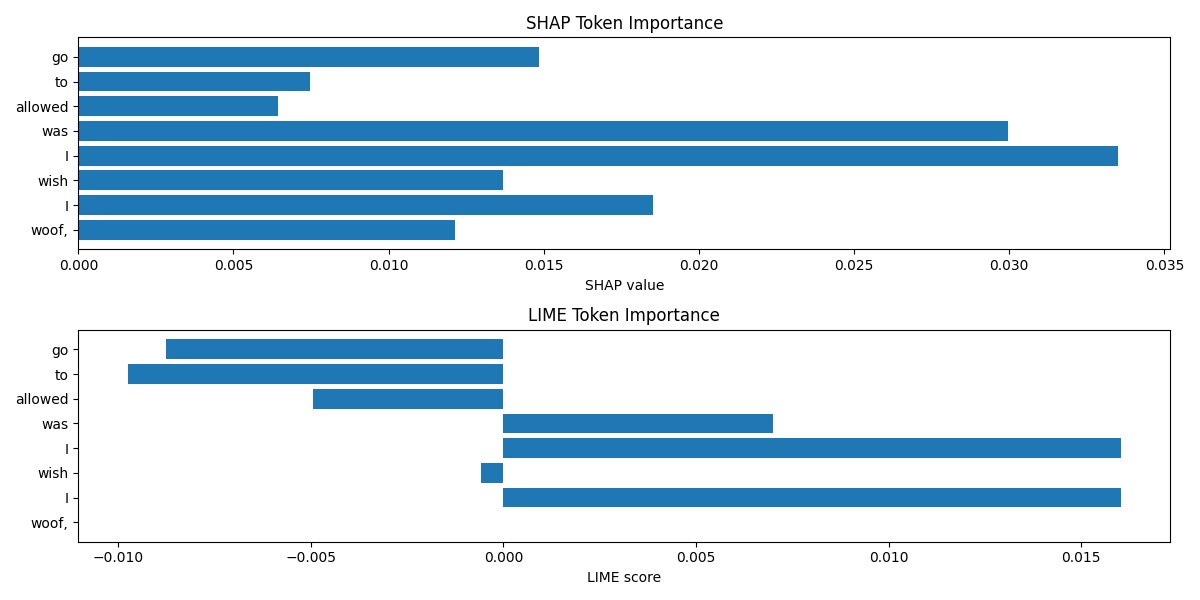 SHAP Token Importance
go
to
allowed
was
I
wish
I
woof,
0.000 0.005 0.010 0.015 0.020 0.025 0.030 0.035
SHAP value
LIME Token Importance
go
to
allowed
was
I
wish
I
woof,
−0.010 −0.005 0.000 0.005 0.010 0.015
LIME score